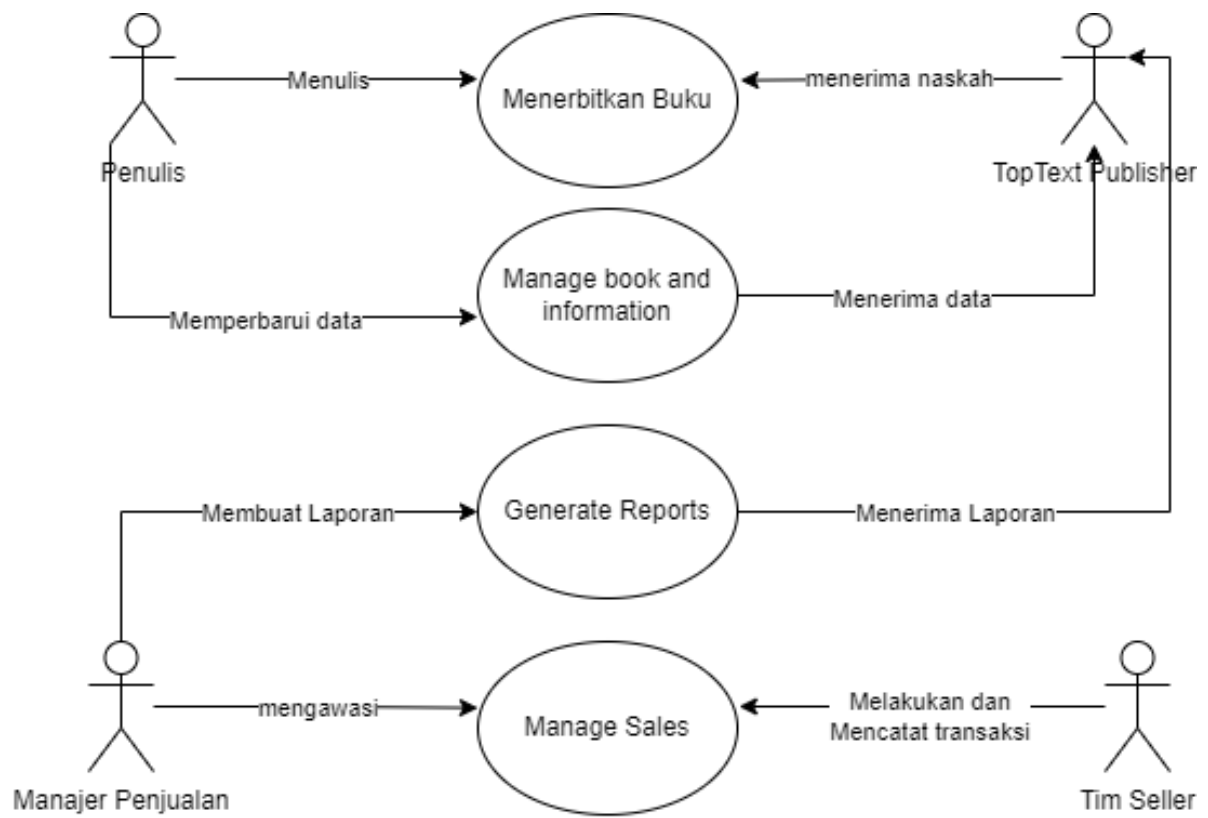 Menulis
Menerbitkan Buku
menerima naskah
Penulis
TopText Publisher
Manage book and
information
Memperbarui data
Menerima data
Membuat Laporan
Generate Reports
Menerima Laporan
mengawasi
Manage Sales
Melakukan dan
Mencatat transaksi
Manajer Penjualan
Tim Seller